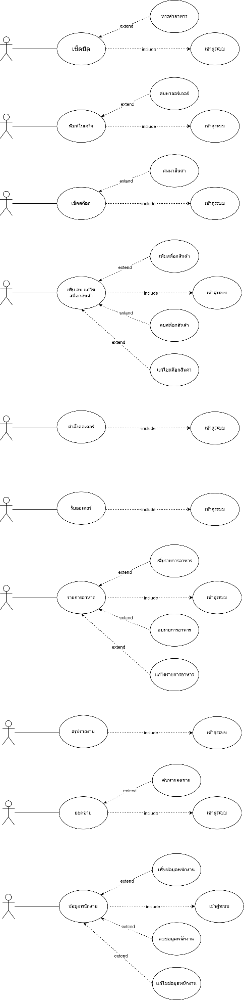 หารค่าอาหาร
extend
เช็คบิล
include
เข้าสู่ระบบ
ค้นหาออร์เดอร์
extend
พิมพ์ใบเสร็จ
include
เข้าสู่ระบบ
ค้นหาสินค้า
extend
เช็คสต๊อก
include
เข้าสู่ระบบ
เพิ่มสต๊อกสินค้า
extend
เพิ่ม ลบ แก้ไข
สต๊อกสินค้า
include
เข้าสู่ระบบ
extend
ลบสต๊อกสินค้า
extend
แก้ไขสต๊อกสินค้า
คำสั่งออเดอร์
include
เข้าสู่ระบบ
รับออเดอร์
include
เข้าสู่ระบบ
เพิ่มรายการอาหาร
extend
รายการอาหาร
include
เข้าสู่ระบบ
extend
ลบรายการอาหาร
extend
แก้ไขรายการอาหาร
สรุปรายงาน
include
เข้าสู่ระบบ
ค้นหายอดขาย
extend
ยอดขาย
include
เข้าสู่ระบบ
เพิ่มข้อมูลพนักงาน
extend
ข้อมูลพนักงาน
include
เข้าสู่ระบบ
extend
ลบข้อมูลพนักงาน
extend
แก้ไขข้อมูลพนักงาน